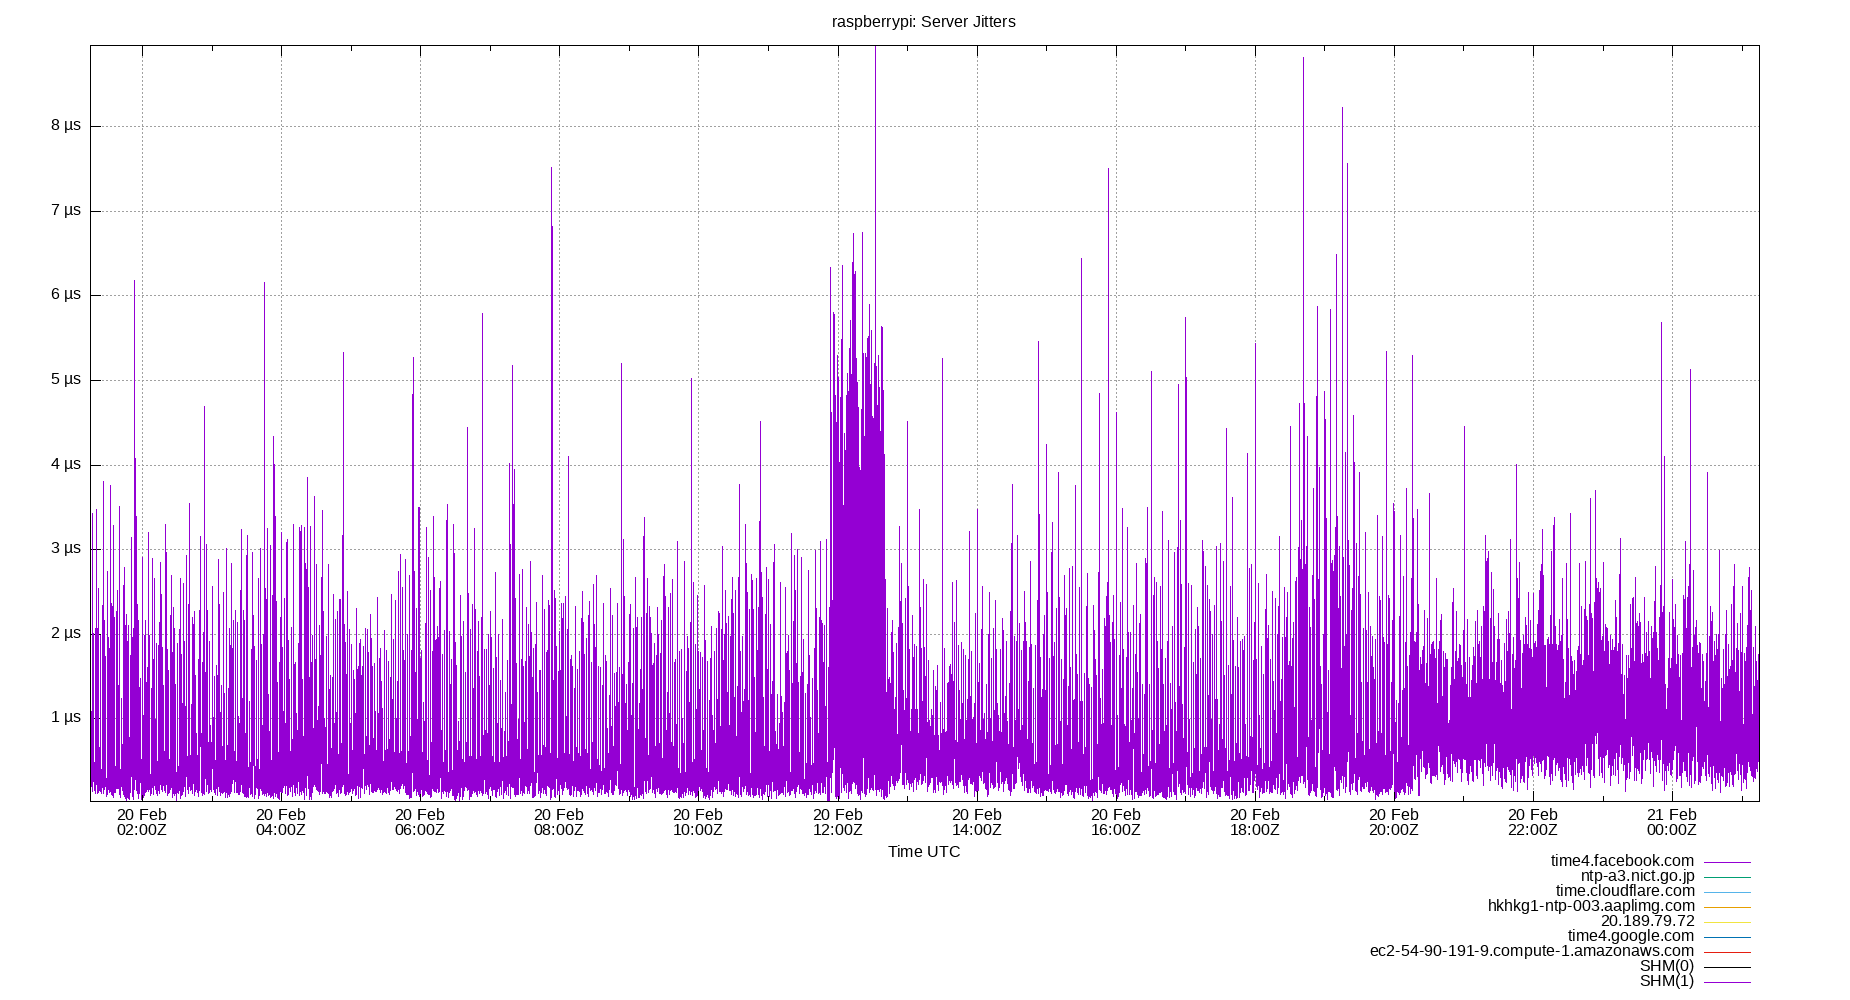 raspberrypi: Server Jitters
8 µs
7 µs
6 µs
5 µs
4 µs
3 µs
2 µs
1 µs
20 Feb 20 Feb 20 Feb 20 Feb 20 Feb 20 Feb 20 Feb 20 Feb 20 Feb 20 Feb 20 Feb 21 Feb
02:00Z 04:00Z 06:00Z 08:00Z 10:00Z 12:00Z 14:00Z 16:00Z 18:00Z 20:00Z 22:00Z 00:00Z
Time UTC
time4.facebook.com
ntp-a3.nict.go.jp
time.cloudflare.com
hkhkg1-ntp-003.aaplimg.com
20.189.79.72
time4.google.com
ec2-54-90-191-9.compute-1.amazonaws.com
SHM(0)
SHM(1)